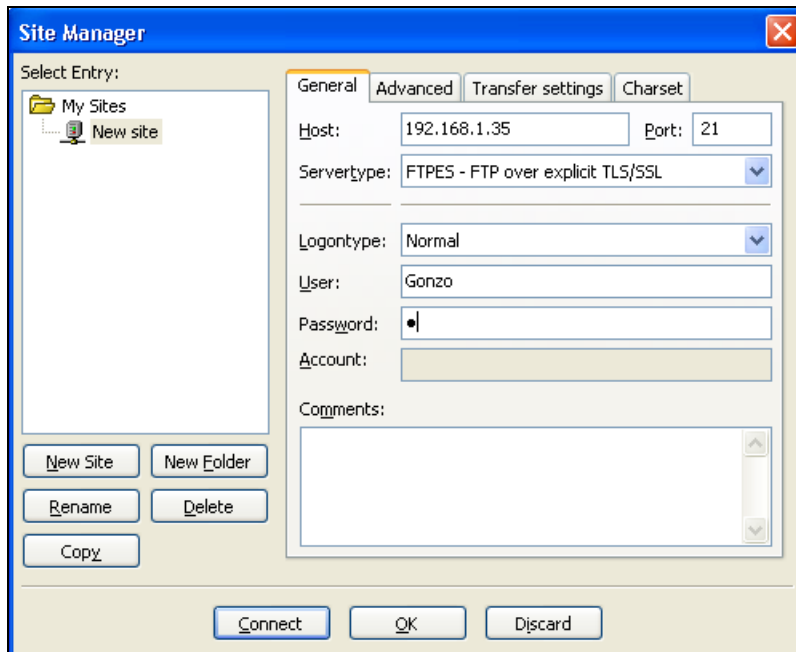 Site Manager
Select Entry:
My Sites
New site
New Site
New Folder
Rename
Delete
Copy
General
Advanced
Transfer settings
Charset
Host: 192.168.1.35 Port: 21
Servertype: FTPES - FTP over explicit TLS/SSL
Logontype: Normal
User: Gonzo
Password: ●
Account:
Comments:
Connect
OK
Discard